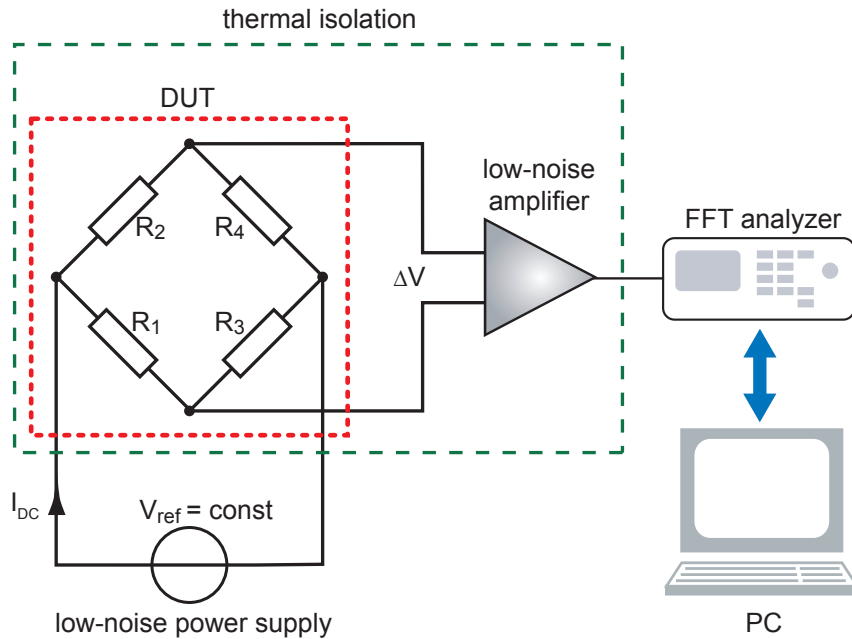 thermal isolation
DUT
low-noise
amplifier
FFT analyzer
R2
R4
ΔV
R1
R3
IDC
Vref = const
low-noise power supply
PC